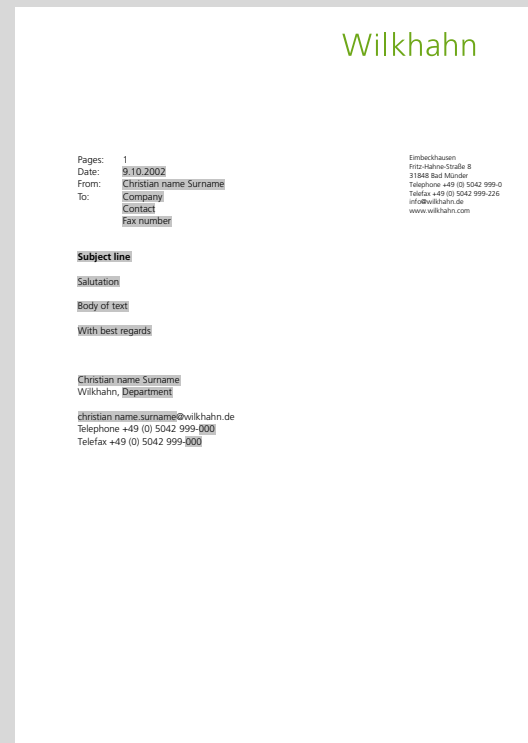 Wilkhahn
Pages: 1
Date: 9.10.2002
From: Christian name Surname
To: Company
Contact
Fax number
Eimbeckhausen
Fritz-Hahne-Straße 8
31848 Bad Münder
Telephone +49 (0) 5042 999-0
Telefax +49 (0) 5042 999-226
info@wilkhahn.de
www.wilkhahn.com
Subject line
Salutation
Body of text
With best regards
Christian name Surname
Wilkhahn, Department
christian name.surname@wilkhahn.de
Telephone +49 (0) 5042 999-000
Telefax +49 (0) 5042 999-000